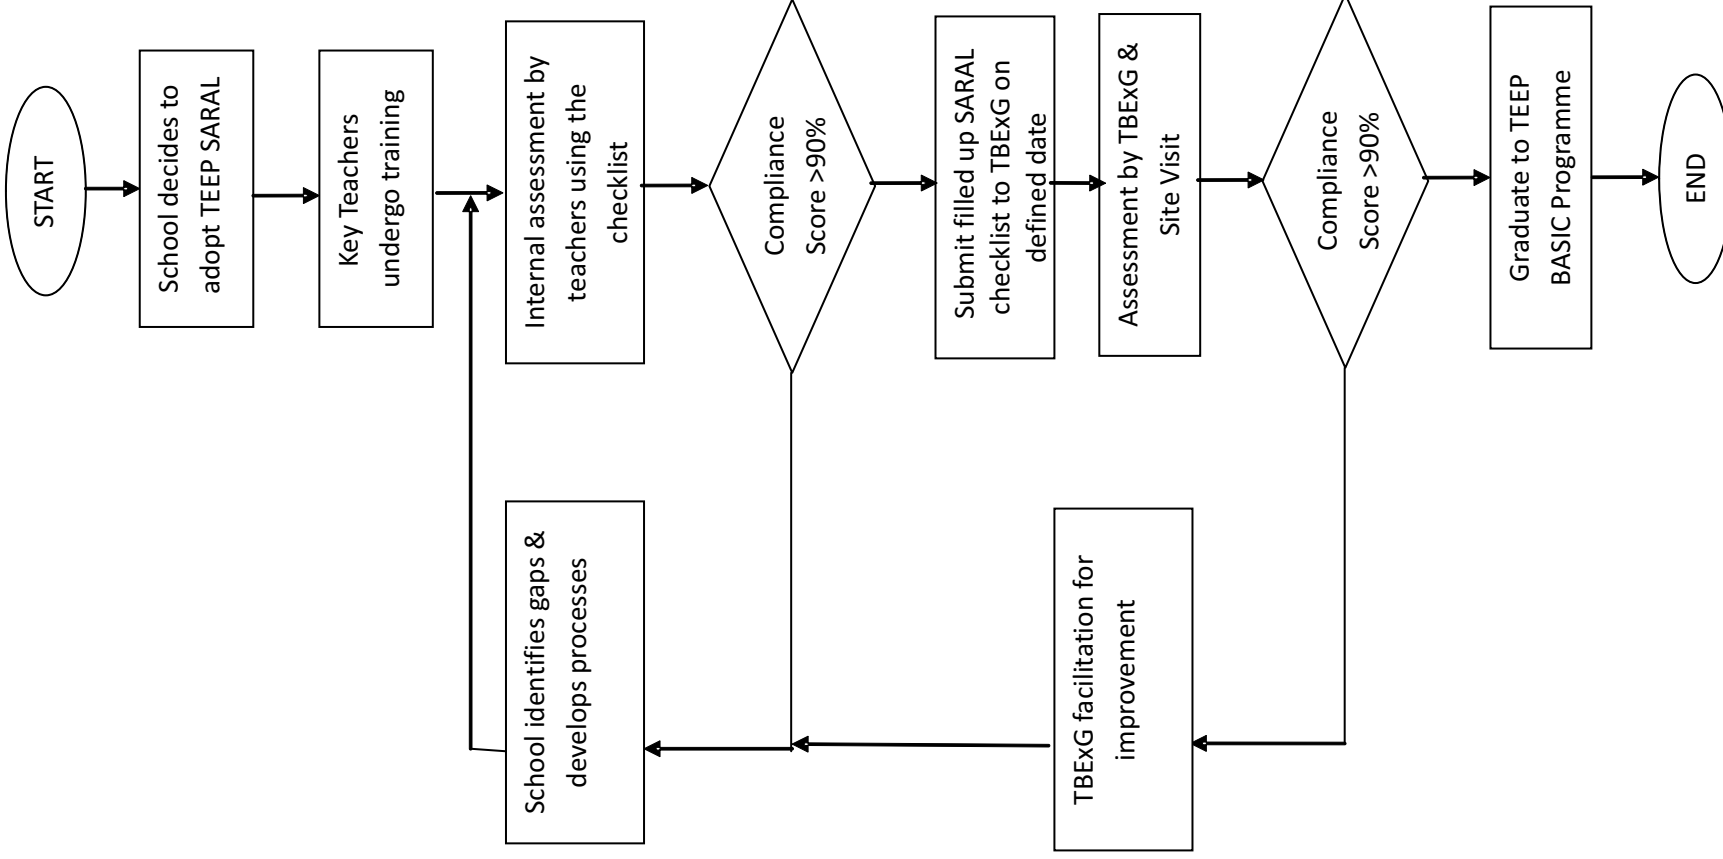 START
School decides to
adopt TEEP SARAL
Key Teachers
undergo training
Internal assessment by
teachers using the
checklist
Compliance
Score >90%
Submit filled up SARAL
checklist to TBExG on
defined date
Assessment by TBExG &
Site Visit
Compliance
Score >90%
Graduate to TEEP
BASIC Programme
END
School identifies gaps &
develops processes
TBExG facilitation for
improvement